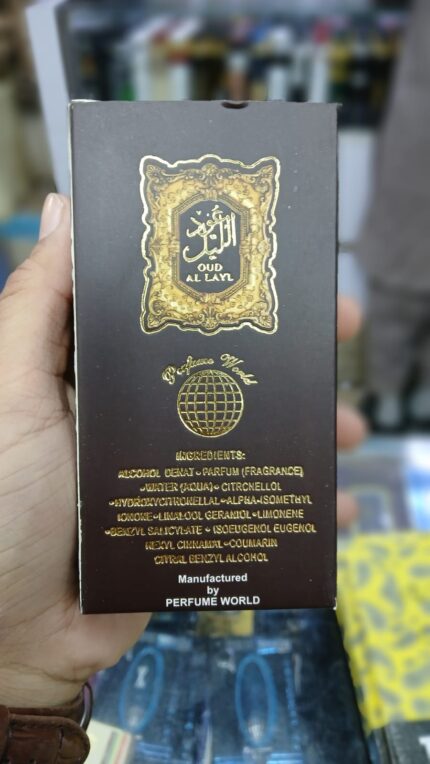 عود
الليل
OUD
AL LAYL
Perfume World
INGREDIENTS:
ALCOHOL DENAT • PARFUM (FRAGRANCE)
•WATER (AQUA) • CITRONELLOL
•HYDROXYCITRONELLAL •ALPHA-ISOMETHYL
IONONE •LINALOOL GERANIOL • LIMONENE
•BENZYL SALICYLATE • ISOEUGENOL EUGENOL
HEXYL CINNAMAL •COUMARIN
CITRAL BENZYL ALCOHOL
Manufactured
by
PERFUME WORLD